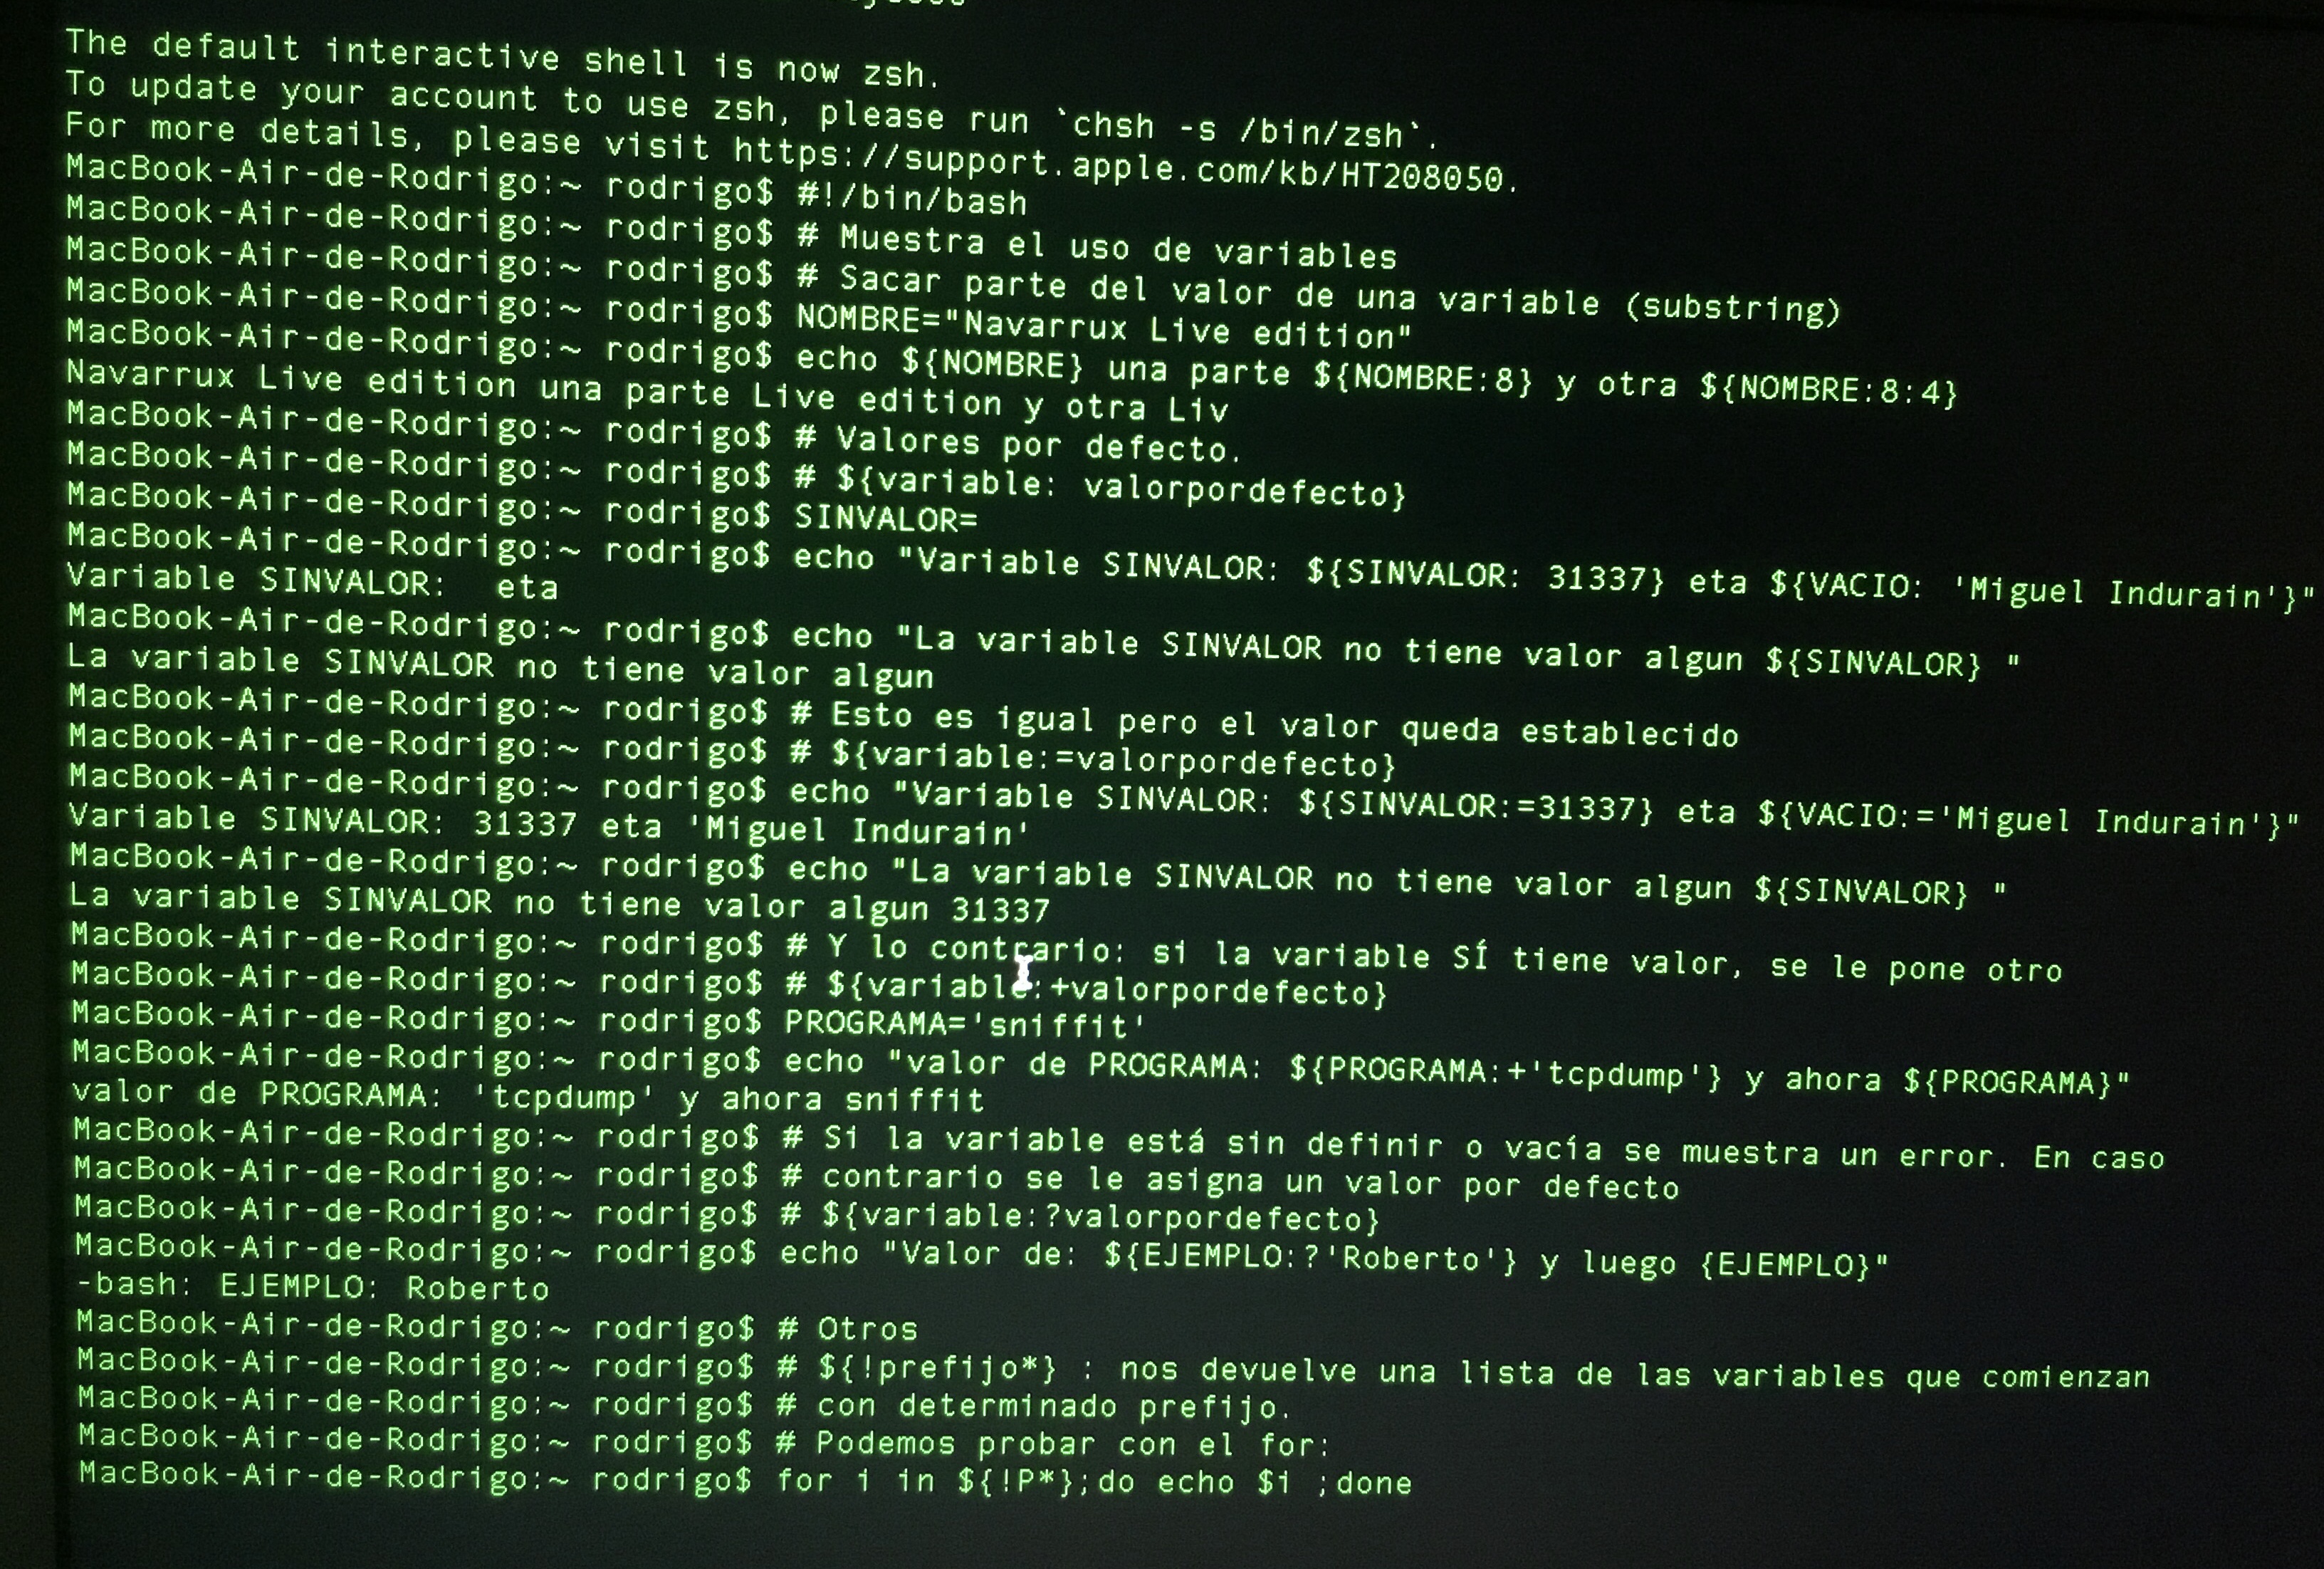 The default interactive shell is now zsh.
To update your account to use zsh, please run `chsh -s /bin/zsh`.
For more details, please visit https://support.apple.com/kb/HT208050.
MacBook-Air-de-Rodrigo:~ rodrigo$ #!/bin/bash
MacBook-Air-de-Rodrigo:~ rodrigo$ # Muestra el uso de variables
MacBook-Air-de-Rodrigo:~ rodrigo$ # Sacar parte del valor de una variable (substring)
MacBook-Air-de-Rodrigo:~ rodrigo$ NOMBRE="Navarrux Live edition"
MacBook-Air-de-Rodrigo:~ rodrigo$ echo ${NOMBRE} una parte ${NOMBRE:8} y otra ${NOMBRE:8:4}
Navarrux Live edition una parte Live edition y otra Liv
MacBook-Air-de-Rodrigo:~ rodrigo$ # Valores por defecto.
MacBook-Air-de-Rodrigo:~ rodrigo$ # ${variable: valorpordefecto}
MacBook-Air-de-Rodrigo:~ rodrigo$ SINVALOR=
MacBook-Air-de-Rodrigo:~ rodrigo$ echo "Variable SINVALOR: ${SINVALOR: 31337} eta ${VACIO: 'Miguel Indurain'}"
Variable SINVALOR:  eta
MacBook-Air-de-Rodrigo:~ rodrigo$ echo "La variable SINVALOR no tiene valor algun ${SINVALOR} "
La variable SINVALOR no tiene valor algun
MacBook-Air-de-Rodrigo:~ rodrigo$ # Esto es igual pero el valor queda establecido
MacBook-Air-de-Rodrigo:~ rodrigo$ # ${variable:=valorpordefecto}
MacBook-Air-de-Rodrigo:~ rodrigo$ echo "Variable SINVALOR: ${SINVALOR:=31337} eta ${VACIO:='Miguel Indurain'}"
Variable SINVALOR: 31337 eta 'Miguel Indurain'
MacBook-Air-de-Rodrigo:~ rodrigo$ echo "La variable SINVALOR no tiene valor algun ${SINVALOR} "
La variable SINVALOR no tiene valor algun 31337
MacBook-Air-de-Rodrigo:~ rodrigo$ # Y lo contrario: si la variable SÍ tiene valor, se le pone otro
MacBook-Air-de-Rodrigo:~ rodrigo$ # ${variable:+valorpordefecto}
MacBook-Air-de-Rodrigo:~ rodrigo$ PROGRAMA='sniffit'
MacBook-Air-de-Rodrigo:~ rodrigo$ echo "valor de PROGRAMA: ${PROGRAMA:+'tcpdump'} y ahora ${PROGRAMA}"
valor de PROGRAMA: 'tcpdump' y ahora sniffit
MacBook-Air-de-Rodrigo:~ rodrigo$ # Si la variable está sin definir o vacía se muestra un error. En caso
MacBook-Air-de-Rodrigo:~ rodrigo$ # contrario se le asigna un valor por defecto
MacBook-Air-de-Rodrigo:~ rodrigo$ # ${variable:?valorpordefecto}
MacBook-Air-de-Rodrigo:~ rodrigo$ echo "Valor de: ${EJEMPLO:?'Roberto'} y luego {EJEMPLO}"
-bash: EJEMPLO: Roberto
MacBook-Air-de-Rodrigo:~ rodrigo$ # Otros
MacBook-Air-de-Rodrigo:~ rodrigo$ # ${!prefijo*} : nos devuelve una lista de las variables que comienzan
MacBook-Air-de-Rodrigo:~ rodrigo$ # con determinado prefijo.
MacBook-Air-de-Rodrigo:~ rodrigo$ # Podemos probar con el for:
MacBook-Air-de-Rodrigo:~ rodrigo$ for i in ${!P*};do echo $i ;done